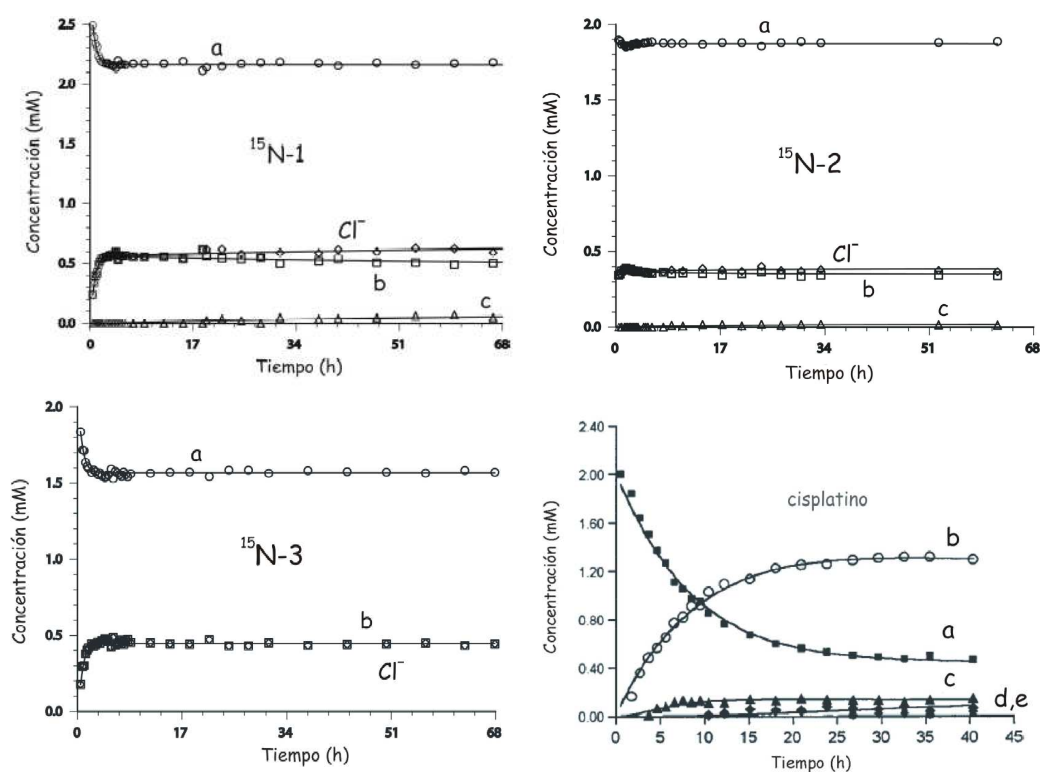 2.5
2.0
1.5
1.0
0.5
0.0
Concentración (mM)
a
¹⁵N-1
Cl⁻
b
c
0 17 34 51 68
Tiempo (h)
2.0
1.5
1.0
0.5
0.0
Concentración (mM)
a
¹⁵N-2
Cl⁻
b
c
0 17 34 51 68
Tiempo (h)
2.0
1.5
1.0
0.5
0.0
Concentración (mM)
a
¹⁵N-3
b
Cl⁻
0 17 34 51 68
Tiempo (h)
2.40
2.00
1.60
1.20
0.80
0.40
0.00
Concentración (mM)
cisplatino
b
a
c
d,e
0 5 10 15 20 25 30 35 40 45
Tiempo (h)